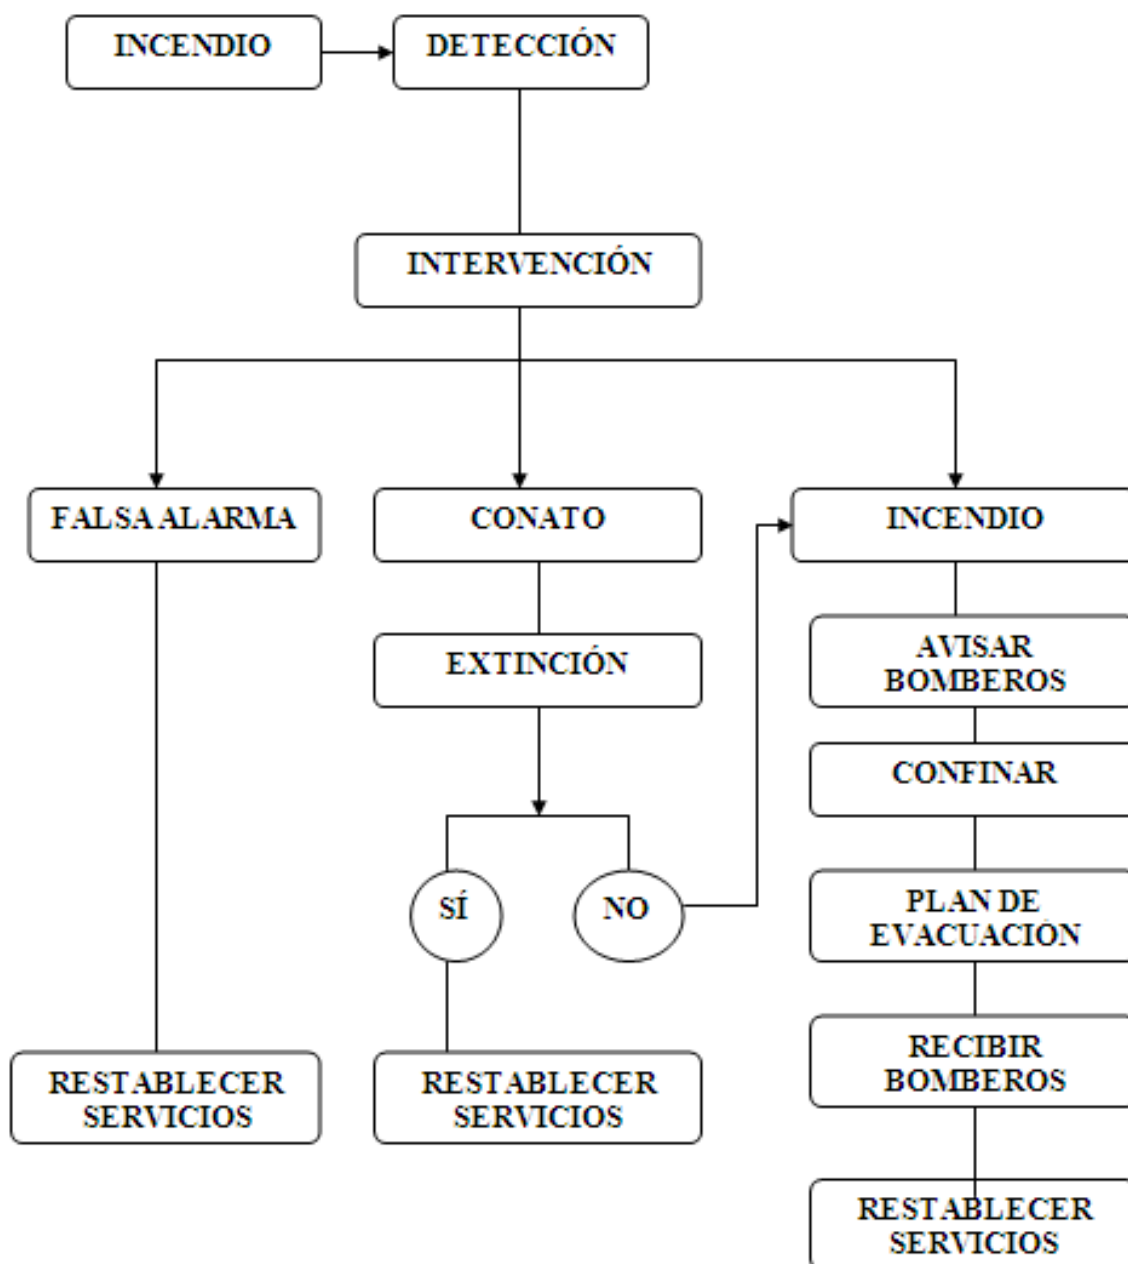 INCENDIO
DETECCIÓN
INTERVENCIÓN
FALSA ALARMA
CONATO
INCENDIO
EXTINCIÓN
AVISAR
BOMBEROS
CONFINAR
SÍ
NO
PLAN DE
EVACUACIÓN
RECIBIR
BOMBEROS
RESTABLECER
SERVICIOS
RESTABLECER
SERVICIOS
RESTABLECER
SERVICIOS